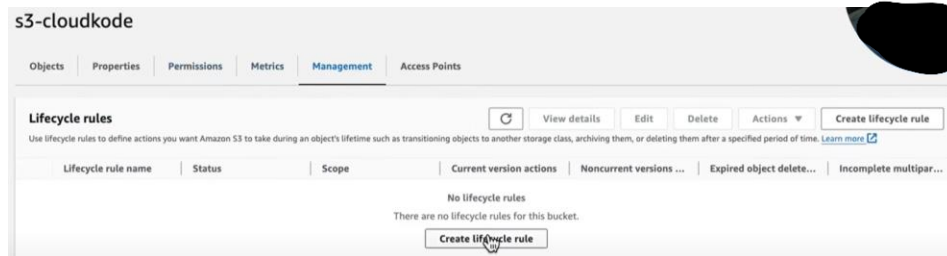 s3-cloudkode
Objects Properties Permissions Metrics Management Access Points
Lifecycle rules View details Edit Delete Actions Create lifecycle rule
Use lifecycle rules to define actions you want Amazon S3 to take during an object's lifetime such as transitioning objects to another storage class, archiving them, or deleting them after a specified period of time. Learn more
Lifecycle rule name Status Scope Current version actions Noncurrent versions ... Expired object delete... Incomplete multipar...
No lifecycle rules
There are no lifecycle rules for this bucket.
Create lifecycle rule